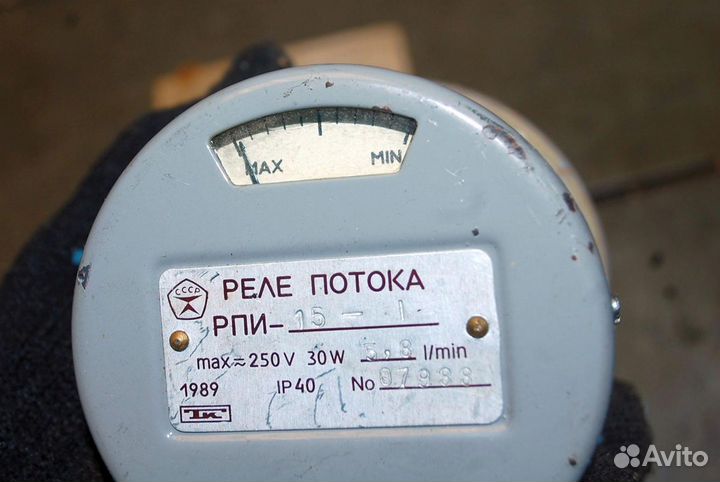 MAX MIN
СССР
РЕЛЕ ПОТОКА
РПИ-15-1
max≂250V 30W 5,8 l/min
1989 IP40 No 07988
Avito